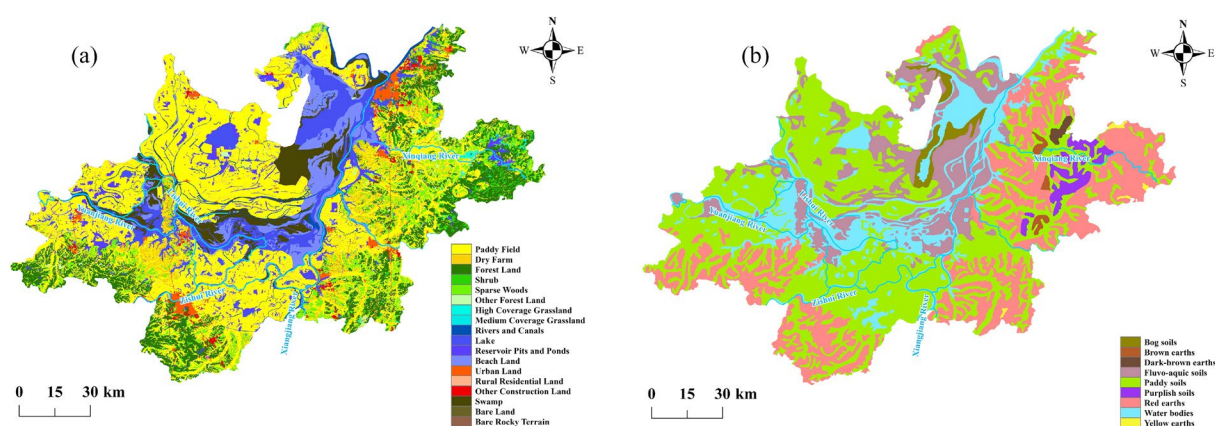 (a)
N
W E
S
Xinqiang River
Lishui River
Yuanjiang River
Zishui River
Xiangjiang River
Paddy Field
Dry Farm
Forest Land
Shrub
Sparse Woods
Other Forest Land
High Coverage Grassland
Medium Coverage Grassland
Rivers and Canals
Lake
Reservoir Pits and Ponds
Beach Land
Urban Land
Rural Residential Land
Other Construction Land
Swamp
Bare Land
Bare Rocky Terrain
0 15 30 km
(b)
N
W E
S
Xinqiang River
Lishui River
Yuanjiang River
Zishui River
Xiangjiang River
Bog soils
Brown earths
Dark-brown earths
Fluvo-aquic soils
Paddy soils
Purplish soils
Red earths
Water bodies
Yellow earths
0 15 30 km